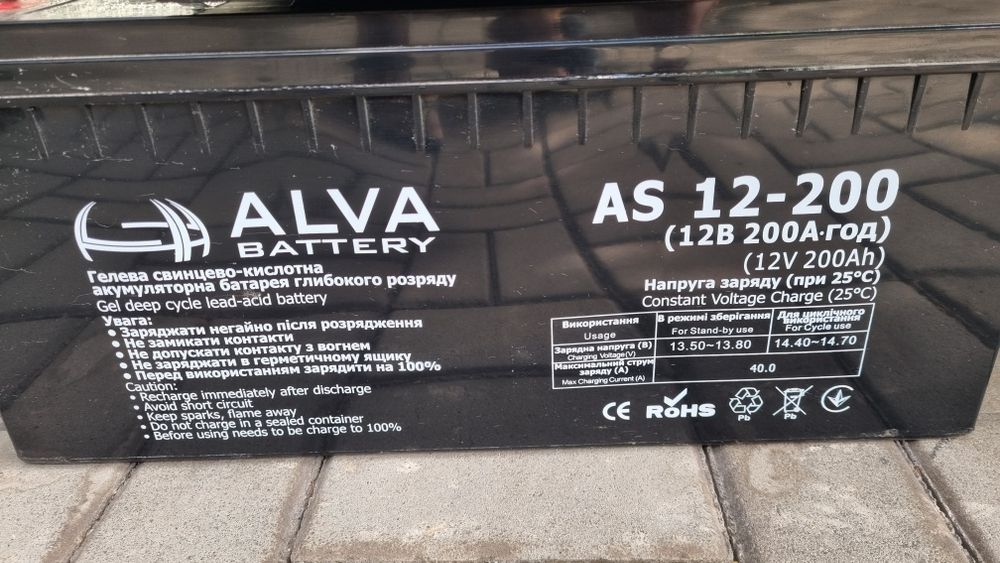 ALVA
BATTERY
Гелева свинцево-кислотна
акумуляторна батарея глибокого розряду
Gel deep cycle lead-acid battery
Увага:
• Заряджати негайно після розрядження
• Не замикати контакти
• Не допускати контакту з вогнем
• Не заряджати в герметичному ящику
• Перед використанням зарядити на 100%
Caution:
• Recharge immediately after discharge
• Avoid short circuit
• Keep sparks, flame away
• Do not charge in a sealed container
• Before using needs to be charge to 100%
AS 12-200
(12В 200А·год)
(12V 200Ah)
Напруга заряду (при 25°C)
Constant Voltage Charge (25°C)
Використання
Usage
В режимі зберігання
For Stand-by use
Для циклічного
використання
For Cycle use
Зарядна напруга (В)
Charging Voltage(V)
13.50~13.80
14.40~14.70
Максимальний струм
заряду (А)
Max Charging Current (A)
40.0
CE RoHS Pb Pb